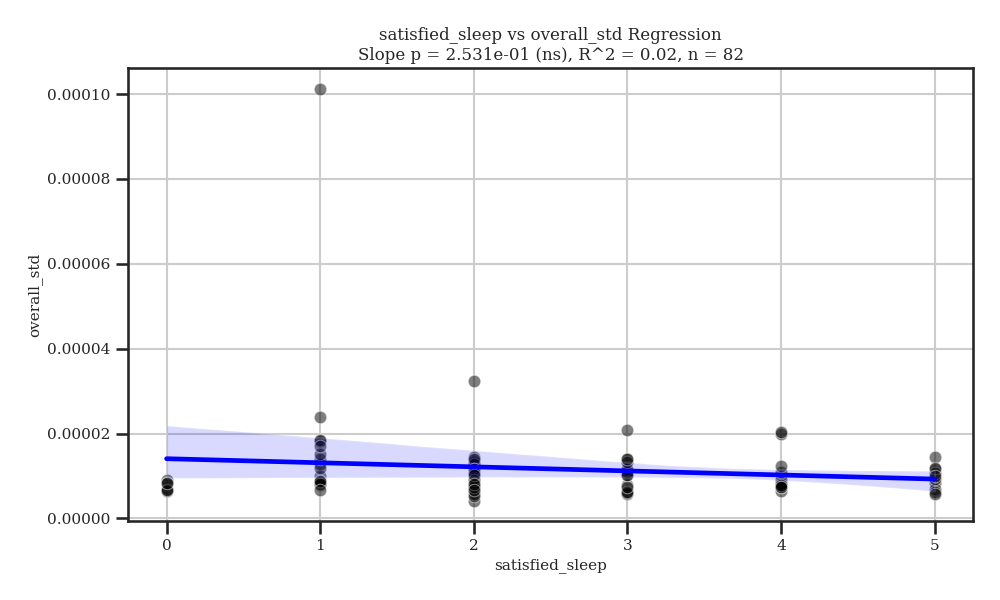 satisfied_sleep vs overall_std Regression
Slope p = 2.531e-01 (ns), R^2 = 0.02, n = 82
0.00010
0.00008
0.00006
0.00004
0.00002
0.00000
overall_std
0 1 2 3 4 5
satisfied_sleep